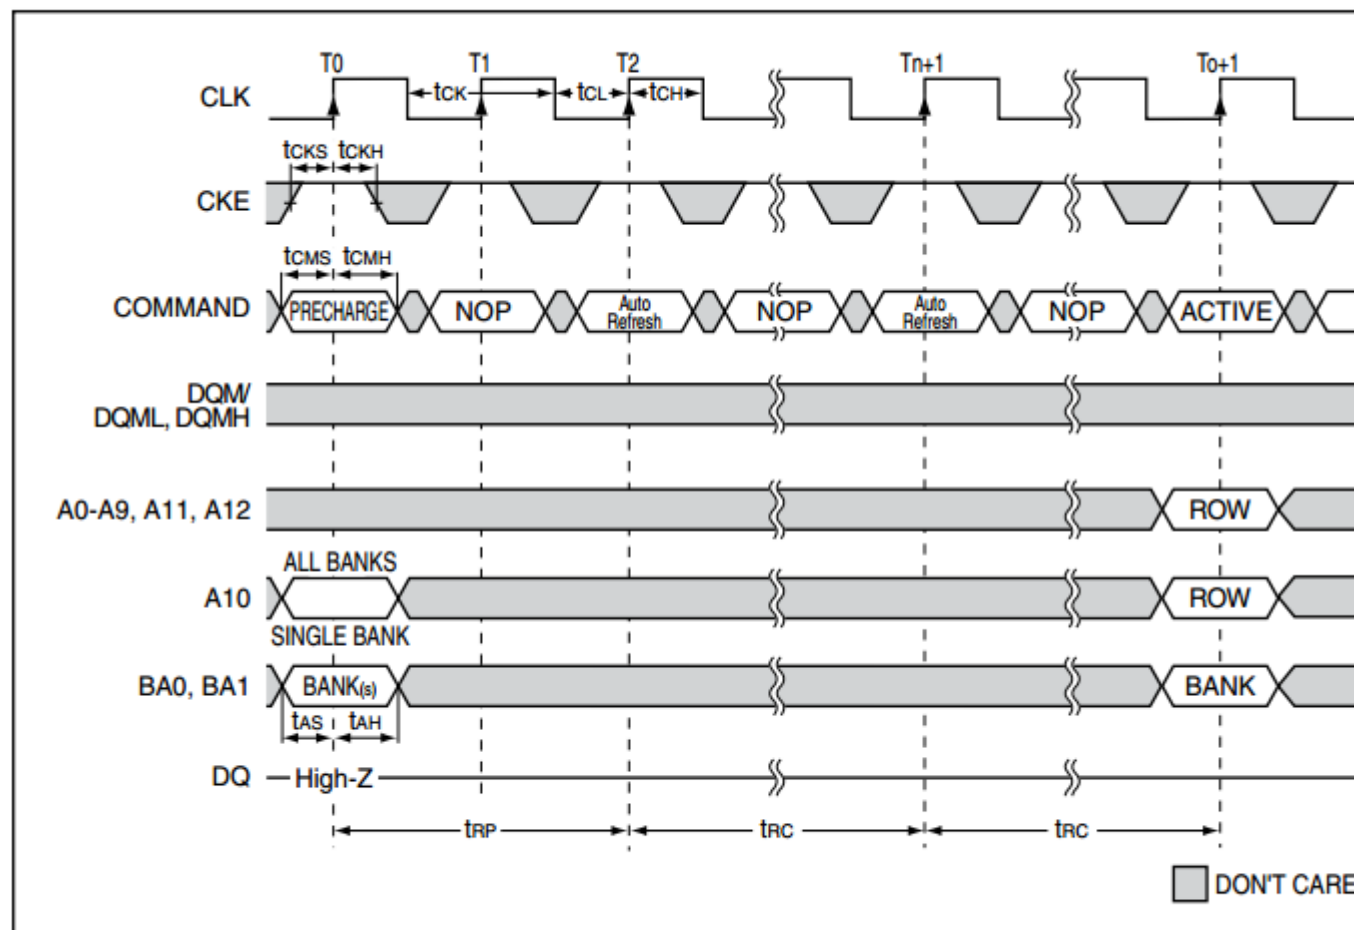 T0 T1 T2 Tn+1 To+1
CLK tCK tCL tCH
tCKS tCKH
CKE
tCMS tCMH
COMMAND PRECHARGE NOP Auto Refresh NOP Auto Refresh NOP ACTIVE
DQM/
DQML, DQMH
A0-A9, A11, A12 ROW
ALL BANKS
A10 ROW
SINGLE BANK
BA0, BA1 BANK(s) BANK
tAS tAH
DQ High-Z
tRP tRC tRC
DON'T CARE